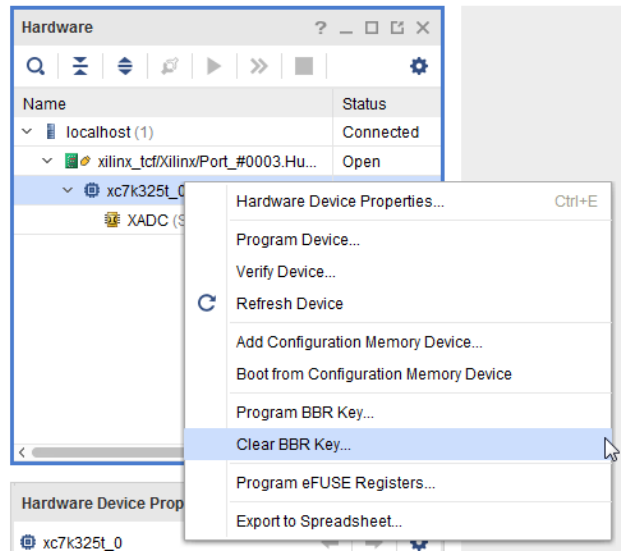 Hardware
Name Status
localhost (1) Connected
xilinx_tcf/Xilinx/Port_#0003.Hu... Open
xc7k325t_0
XADC (S
Hardware Device Properties... Ctrl+E
Program Device...
Verify Device...
Refresh Device
Add Configuration Memory Device...
Boot from Configuration Memory Device
Program BBR Key...
Clear BBR Key...
Program eFUSE Registers...
Export to Spreadsheet...
Hardware Device Prop
xc7k325t_0